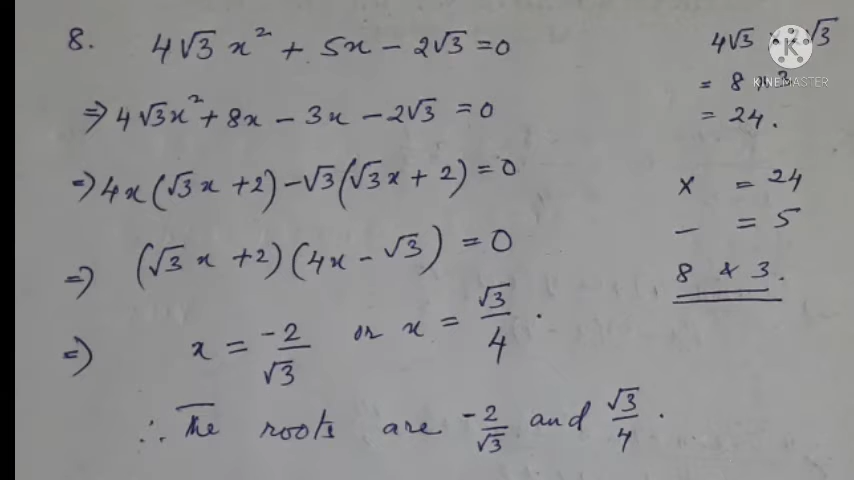 8. 4√3 x² + 5x - 2√3 = 0
⇒ 4√3x² + 8x - 3x - 2√3 = 0
⇒ 4x(√3x + 2) - √3(√3x + 2) = 0
⇒ (√3 x + 2)(4x - √3) = 0
⇒ x = -2/√3 or x = √3/4.
∴ The roots are -2/√3 and √3/4.
4√3 √3
= 8 × 3
= 24.
× = 24
- = 5
8 & 3.
K
KINEMASTER